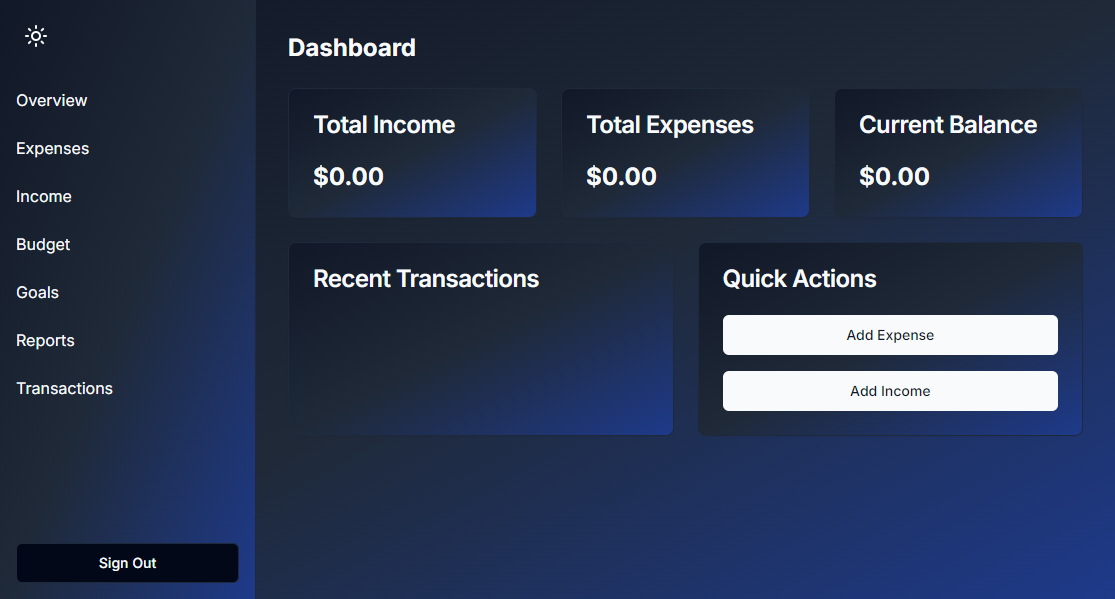 Overview
Expenses
Income
Budget
Goals
Reports
Transactions
Sign Out
Dashboard
Total Income
$0.00
Total Expenses
$0.00
Current Balance
$0.00
Recent Transactions
Quick Actions
Add Expense
Add Income